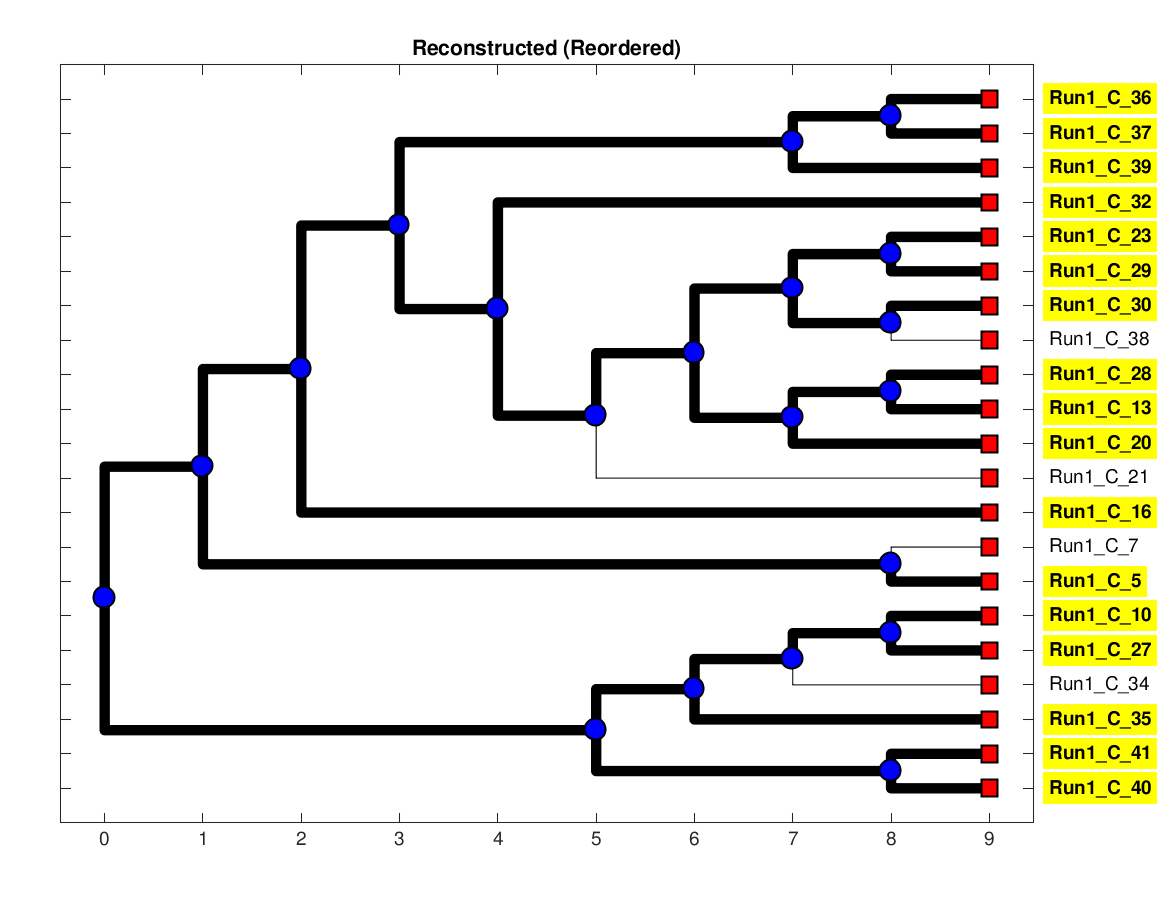 Reconstructed (Reordered)
Run1_C_36
Run1_C_37
Run1_C_39
Run1_C_32
Run1_C_23
Run1_C_29
Run1_C_30
Run1_C_38
Run1_C_28
Run1_C_13
Run1_C_20
Run1_C_21
Run1_C_16
Run1_C_7
Run1_C_5
Run1_C_10
Run1_C_27
Run1_C_34
Run1_C_35
Run1_C_41
Run1_C_40
0 1 2 3 4 5 6 7 8 9